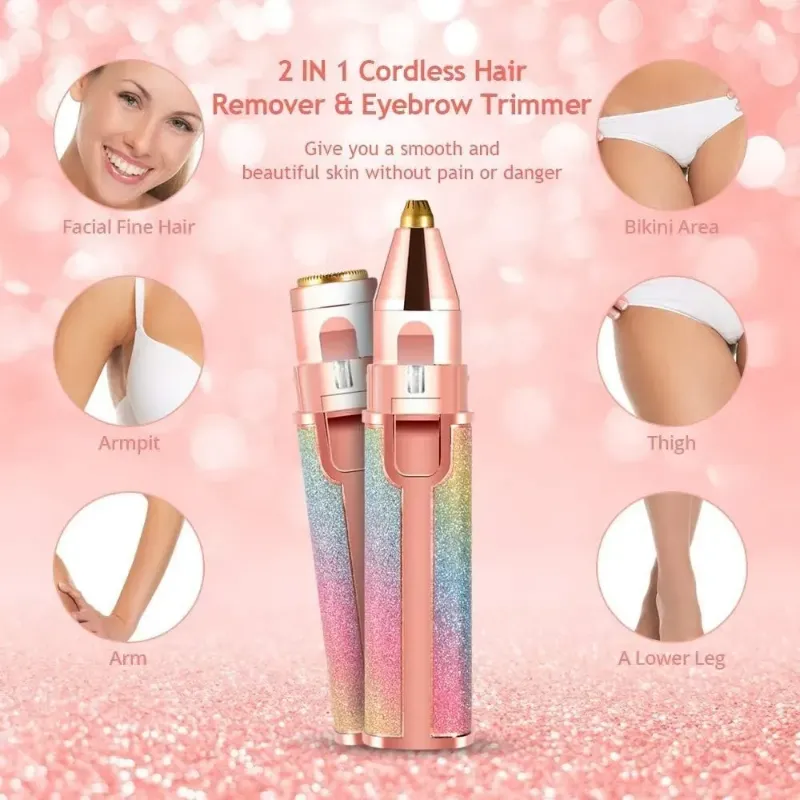 2 IN 1 Cordless Hair
Remover & Eyebrow Trimmer
Give you a smooth and
beautiful skin without pain or danger
Facial Fine Hair
Bikini Area
Armpit
Thigh
Arm
A Lower Leg